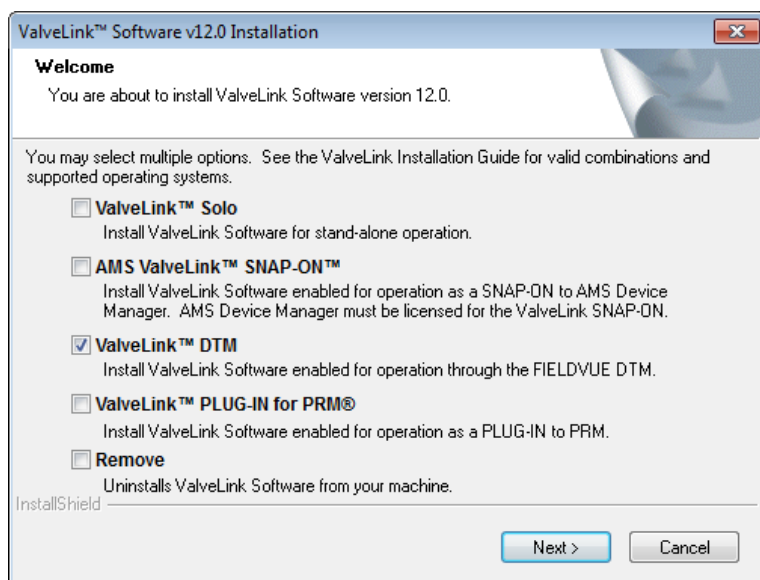 ValveLink™ Software v12.0 Installation
Welcome
You are about to install ValveLink Software version 12.0.
You may select multiple options. See the ValveLink Installation Guide for valid combinations and
supported operating systems.
ValveLink™ Solo
Install ValveLink Software for stand-alone operation.
AMS ValveLink™ SNAP-ON™
Install ValveLink Software enabled for operation as a SNAP-ON to AMS Device
Manager. AMS Device Manager must be licensed for the ValveLink SNAP-ON.
ValveLink™ DTM
Install ValveLink Software enabled for operation through the FIELDVUE DTM.
ValveLink™ PLUG-IN for PRM®
Install ValveLink Software enabled for operation as a PLUG-IN to PRM.
Remove
Uninstalls ValveLink Software from your machine.
InstallShield
Next >
Cancel